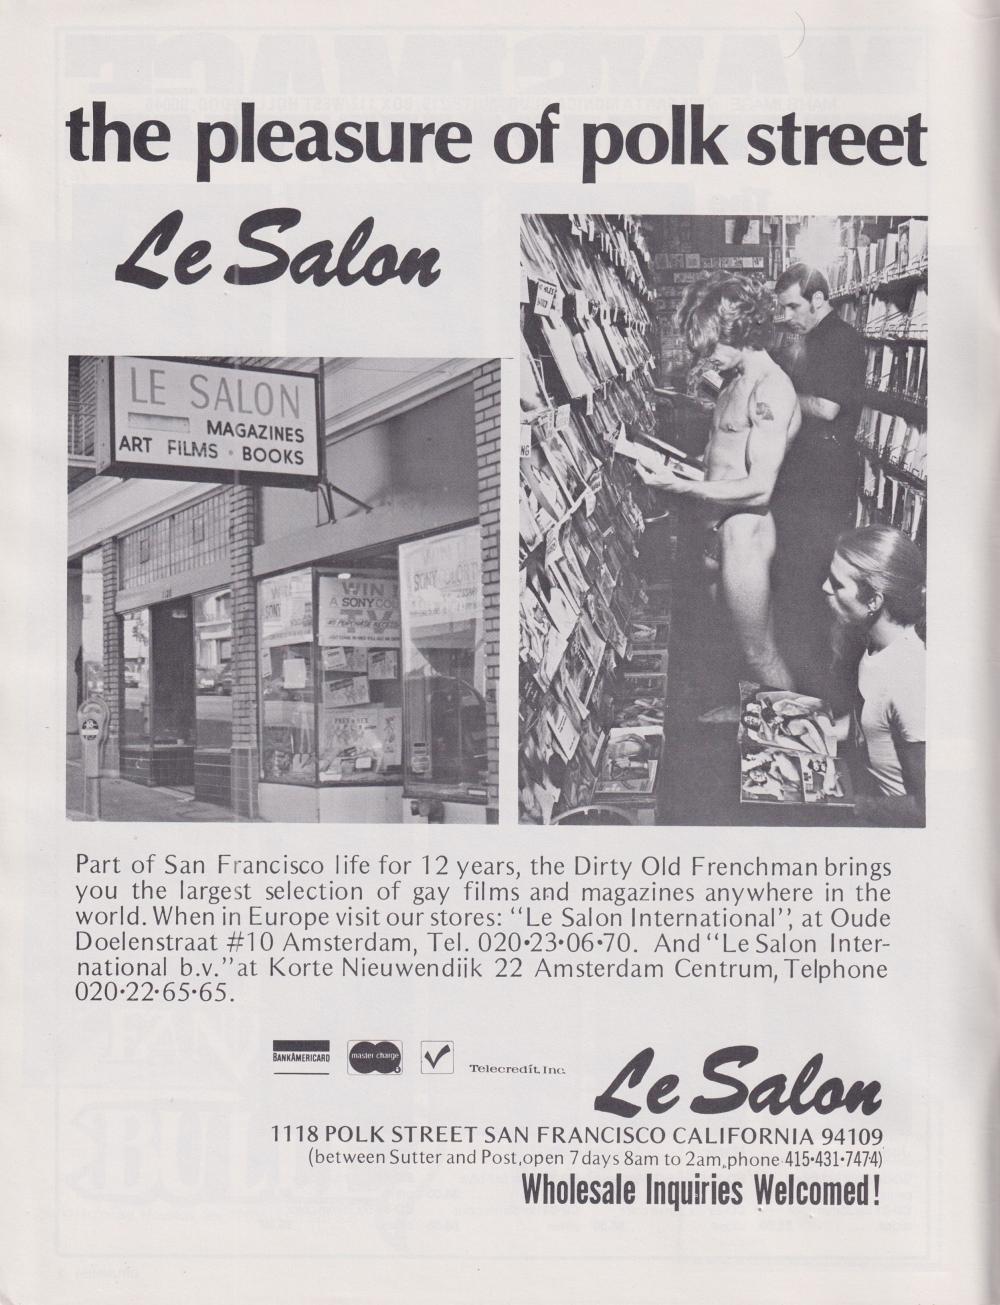 the pleasure of polk street
Le Salon
LE SALON
MAGAZINES
ART FILMS · BOOKS
WIN
A SONY CO
TV
SONY
Part of San Francisco life for 12 years, the Dirty Old Frenchman brings
you the largest selection of gay films and magazines anywhere in the
world. When in Europe visit our stores: "Le Salon International", at Oude
Doelenstraat #10 Amsterdam, Tel. 020•23•06•70. And "Le Salon Inter-
national b.v." at Korte Nieuwendijk 22 Amsterdam Centrum, Telphone
020•22•65•65.
BANKAMERICARD
master charge
Telecredit, Inc.
Le Salon
1118 POLK STREET SAN FRANCISCO CALIFORNIA 94109
(between Sutter and Post, open 7 days 8am to 2am, phone 415•431•7474)
Wholesale Inquiries Welcomed!